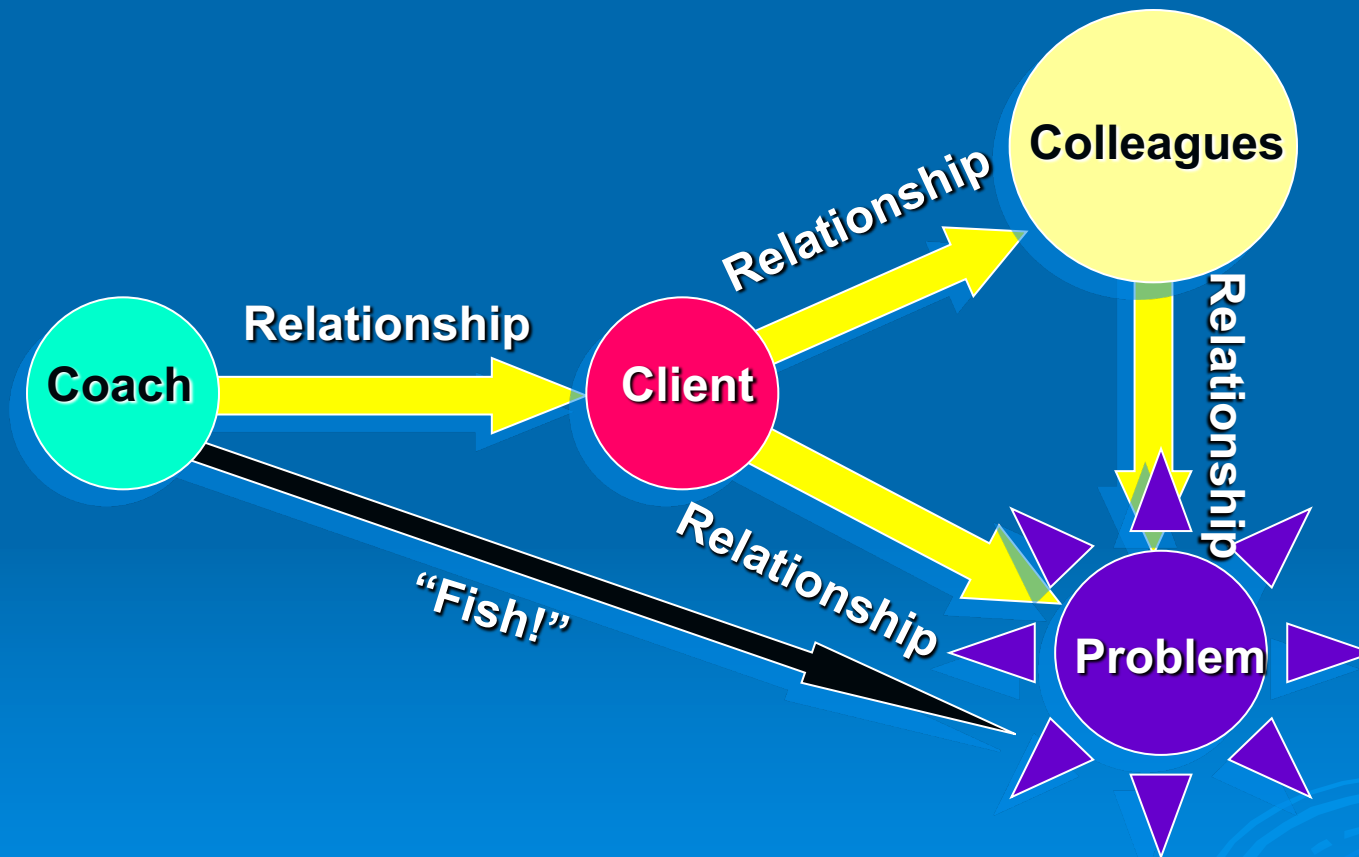 Colleagues
Relationship
Relationship
Relationship
Coach
Client
Relationship
“Fish!”
Problem